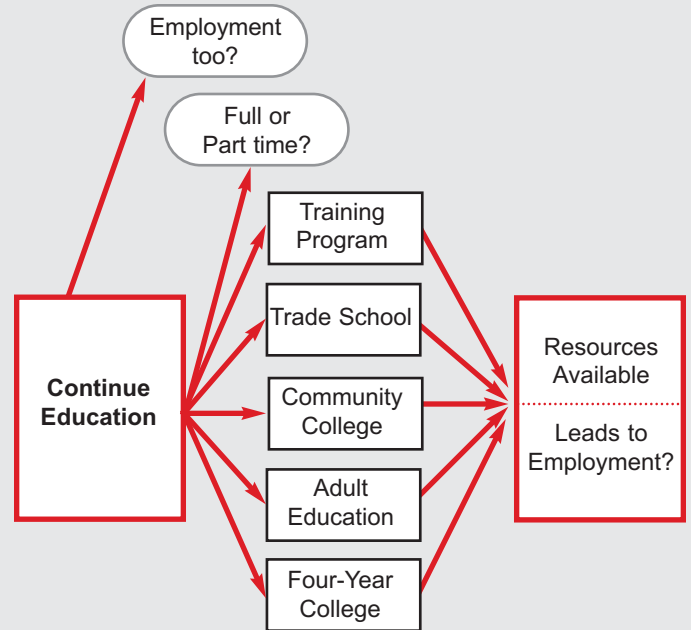 Employment
too?
Full or
Part time?
Training
Program
Trade School
Continue
Education
Community
College
Adult
Education
Four-Year
College
Resources
Available
Leads to
Employment?